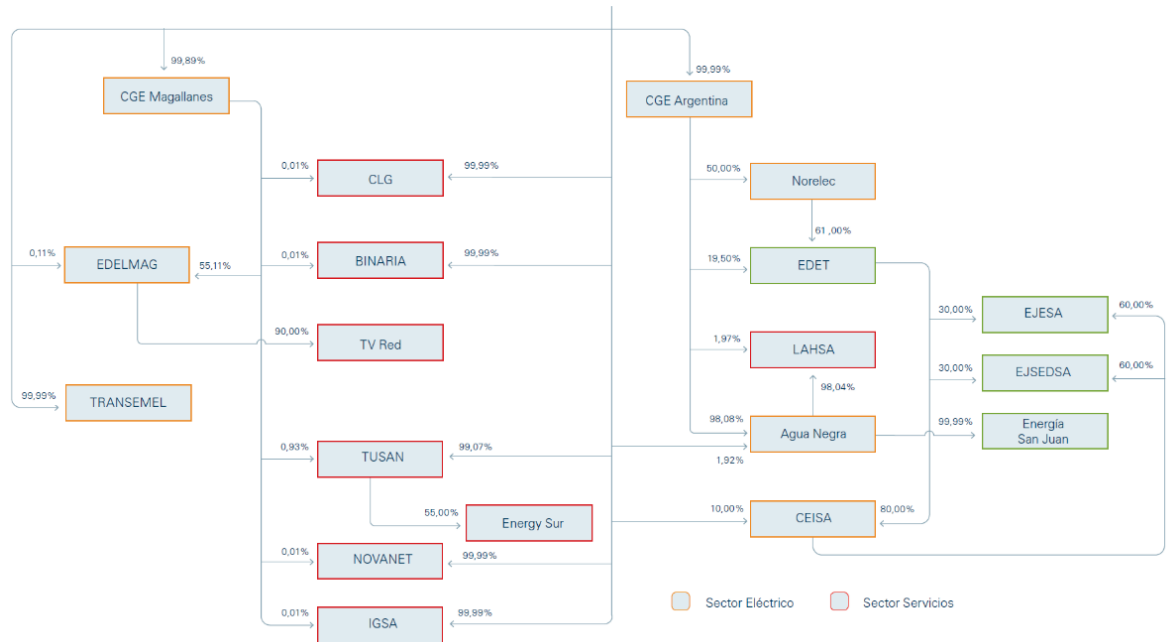 99,89%
99,99%
CGE Magallanes
CGE Argentina
0,01%
CLG
99,99%
50,00%
Norelec
61 ,00%
0,11%
EDELMAG
55,11%
0,01%
BINARIA
99,99%
19,50%
EDET
30,00%
EJESA
60,00%
90,00%
TV Red
1,97%
LAHSA
30,00%
EJSEDSA
60,00%
98,04%
99,99%
TRANSEMEL
98,08%
Agua Negra
1,92%
99,99%
Energía
San Juan
0,93%
TUSAN
99,07%
55,00%
Energy Sur
10,00%
CEISA
80,00%
0,01%
NOVANET
99,99%
0,01%
IGSA
99,99%
Sector Eléctrico
Sector Servicios